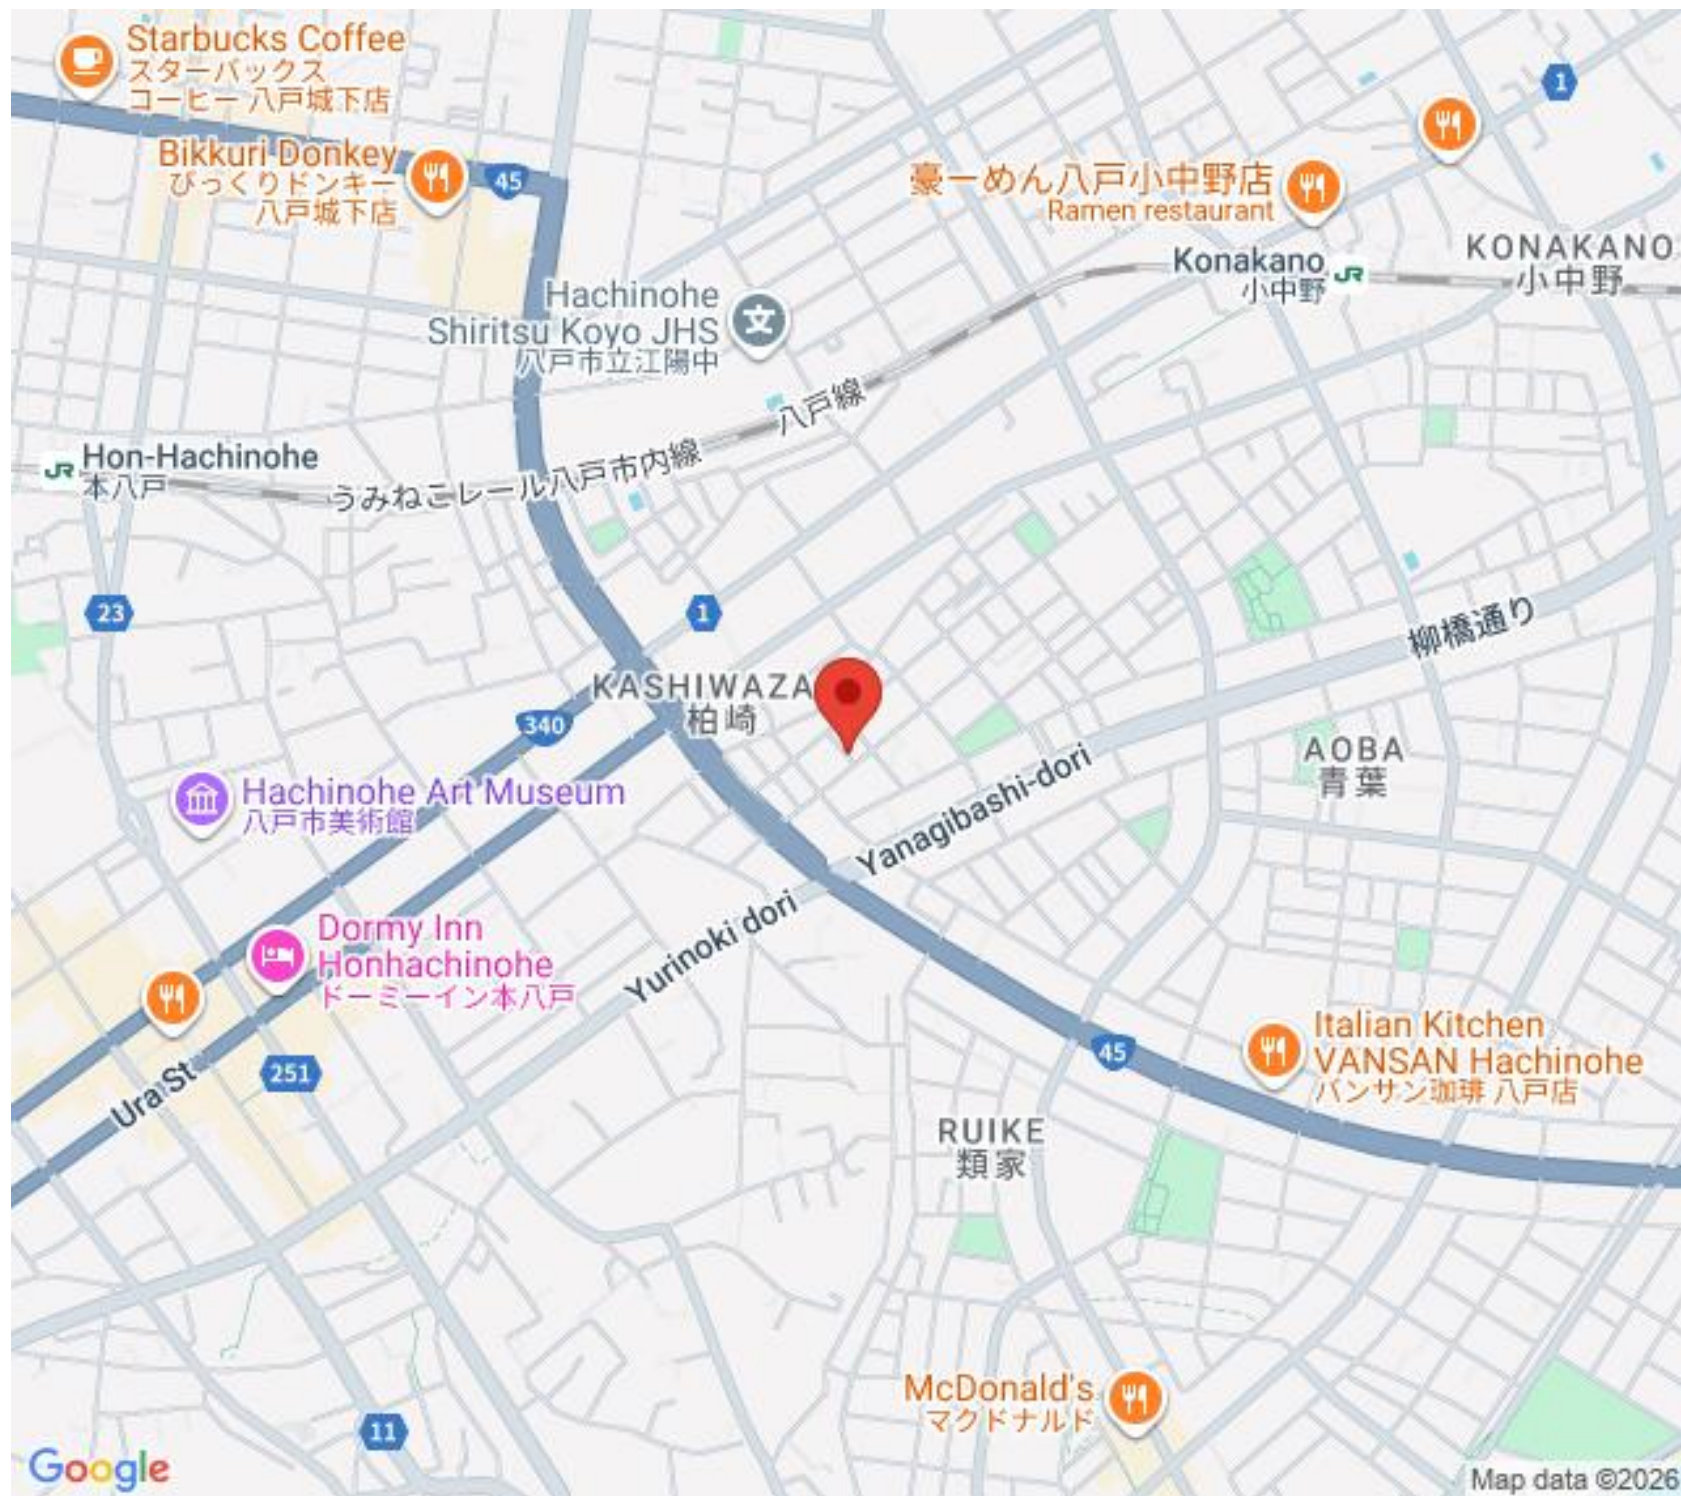 Starbucks Coffee
スターバックス
コーヒー 八戸城下店
Bikkuri Donkey
びっくりドンキー
八戸城下店
45
1
豪ーめん八戸小中野店
Ramen restaurant
Konakano
小中野
KONAKANO
小中野
Hachinohe
Shiritsu Koyo JHS
八戸市立江陽中
八戸線
うみねこレール八戸市内線
Hon-Hachinohe
本八戸
23
1
柳橋通り
KASHIWAZA
柏崎
340
AOBA
青葉
Hachinohe Art Museum
八戸市美術館
Yanagibashi-dori
Yurinoki dori
Dormy Inn
Honhachinohe
ドーミーイン本八戸
Ura St
251
45
Italian Kitchen
VANSAN Hachinohe
バンサン珈琲 八戸店
RUIKE
類家
McDonald's
マクドナルド
11
Google
Map data ©2026